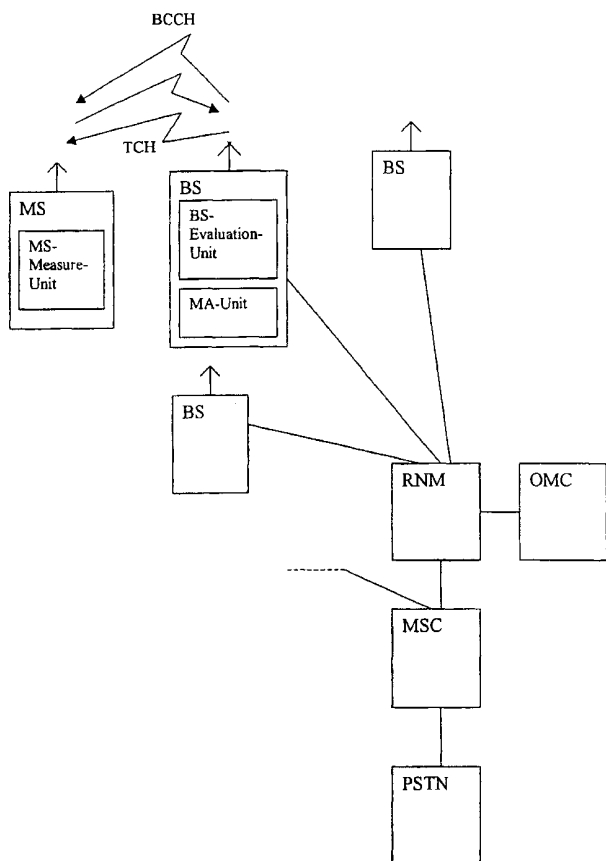 BCCH
TCH
BS
BS
MS
BS-
Evaluation-
Unit
MS-
Measure-
Unit
MA-Unit
BS
RNM
OMC
MSC
PSTN